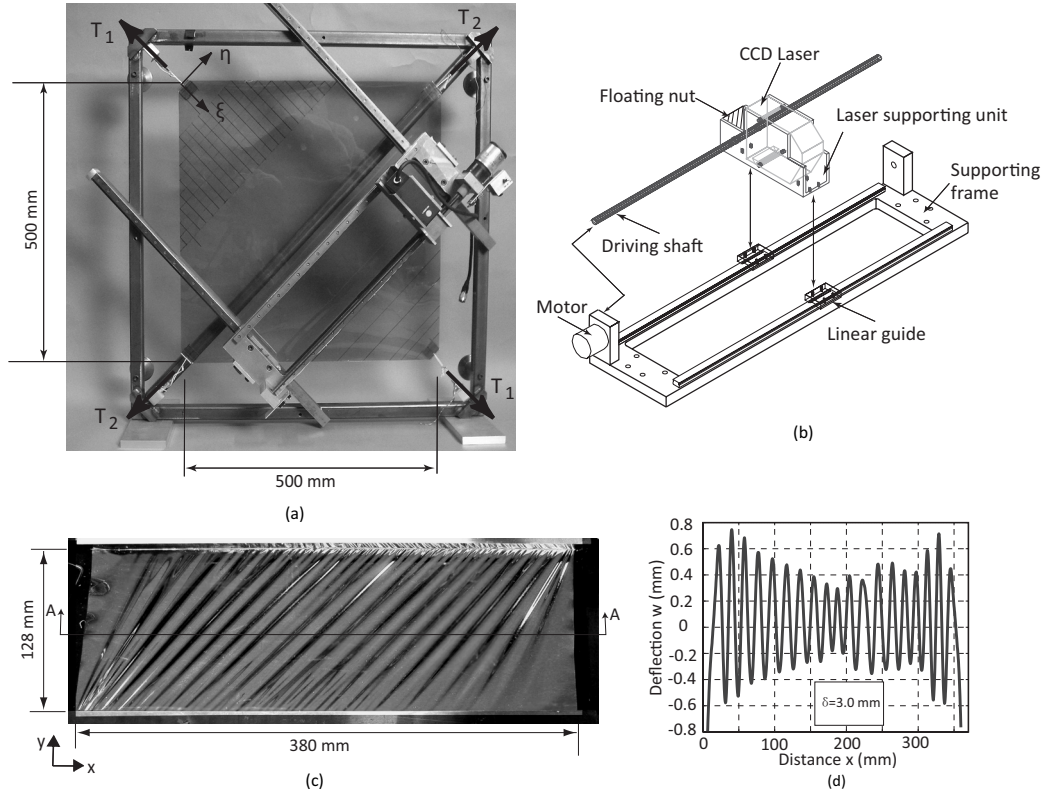 T1
T2
η
ξ
500 mm
T2
T1
500 mm
(a)
CCD Laser
Floating nut
Laser supporting unit
Supporting
frame
Driving shaft
Motor
Linear guide
(b)
A
A
128 mm
380 mm
y
x
(c)
0.8
0.6
0.4
0.2
0
-0.2
-0.4
-0.6
-0.8
Deflection w (mm)
δ=3.0 mm
0
100
200
300
Distance x (mm)
(d)